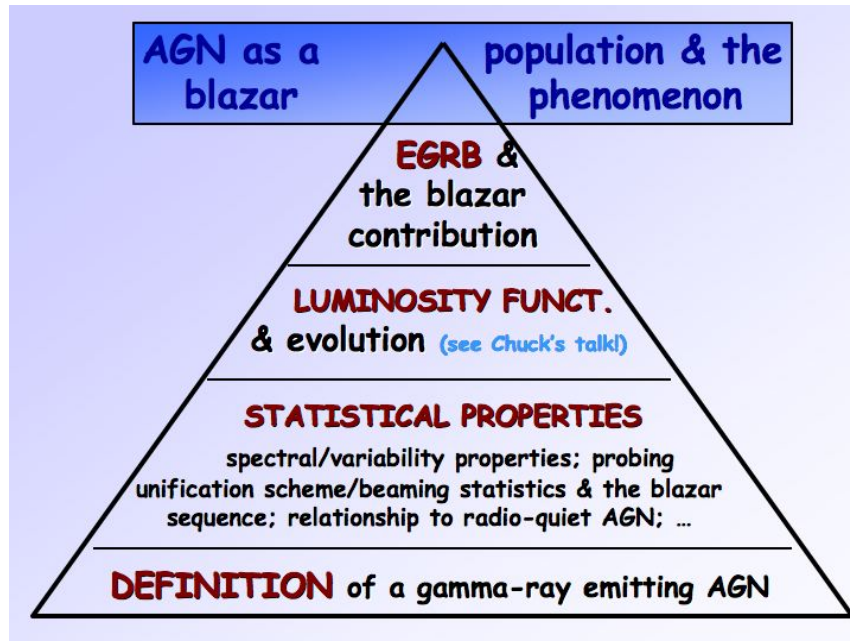 AGN as a
blazar
population & the
phenomenon
EGRB &
the blazar
contribution
LUMINOSITY FUNCT.
& evolution (see Chuck's talk!)
STATISTICAL PROPERTIES
spectral/variability properties; probing
unification scheme/beaming statistics & the blazar
sequence; relationship to radio-quiet AGN; …
DEFINITION of a gamma-ray emitting AGN